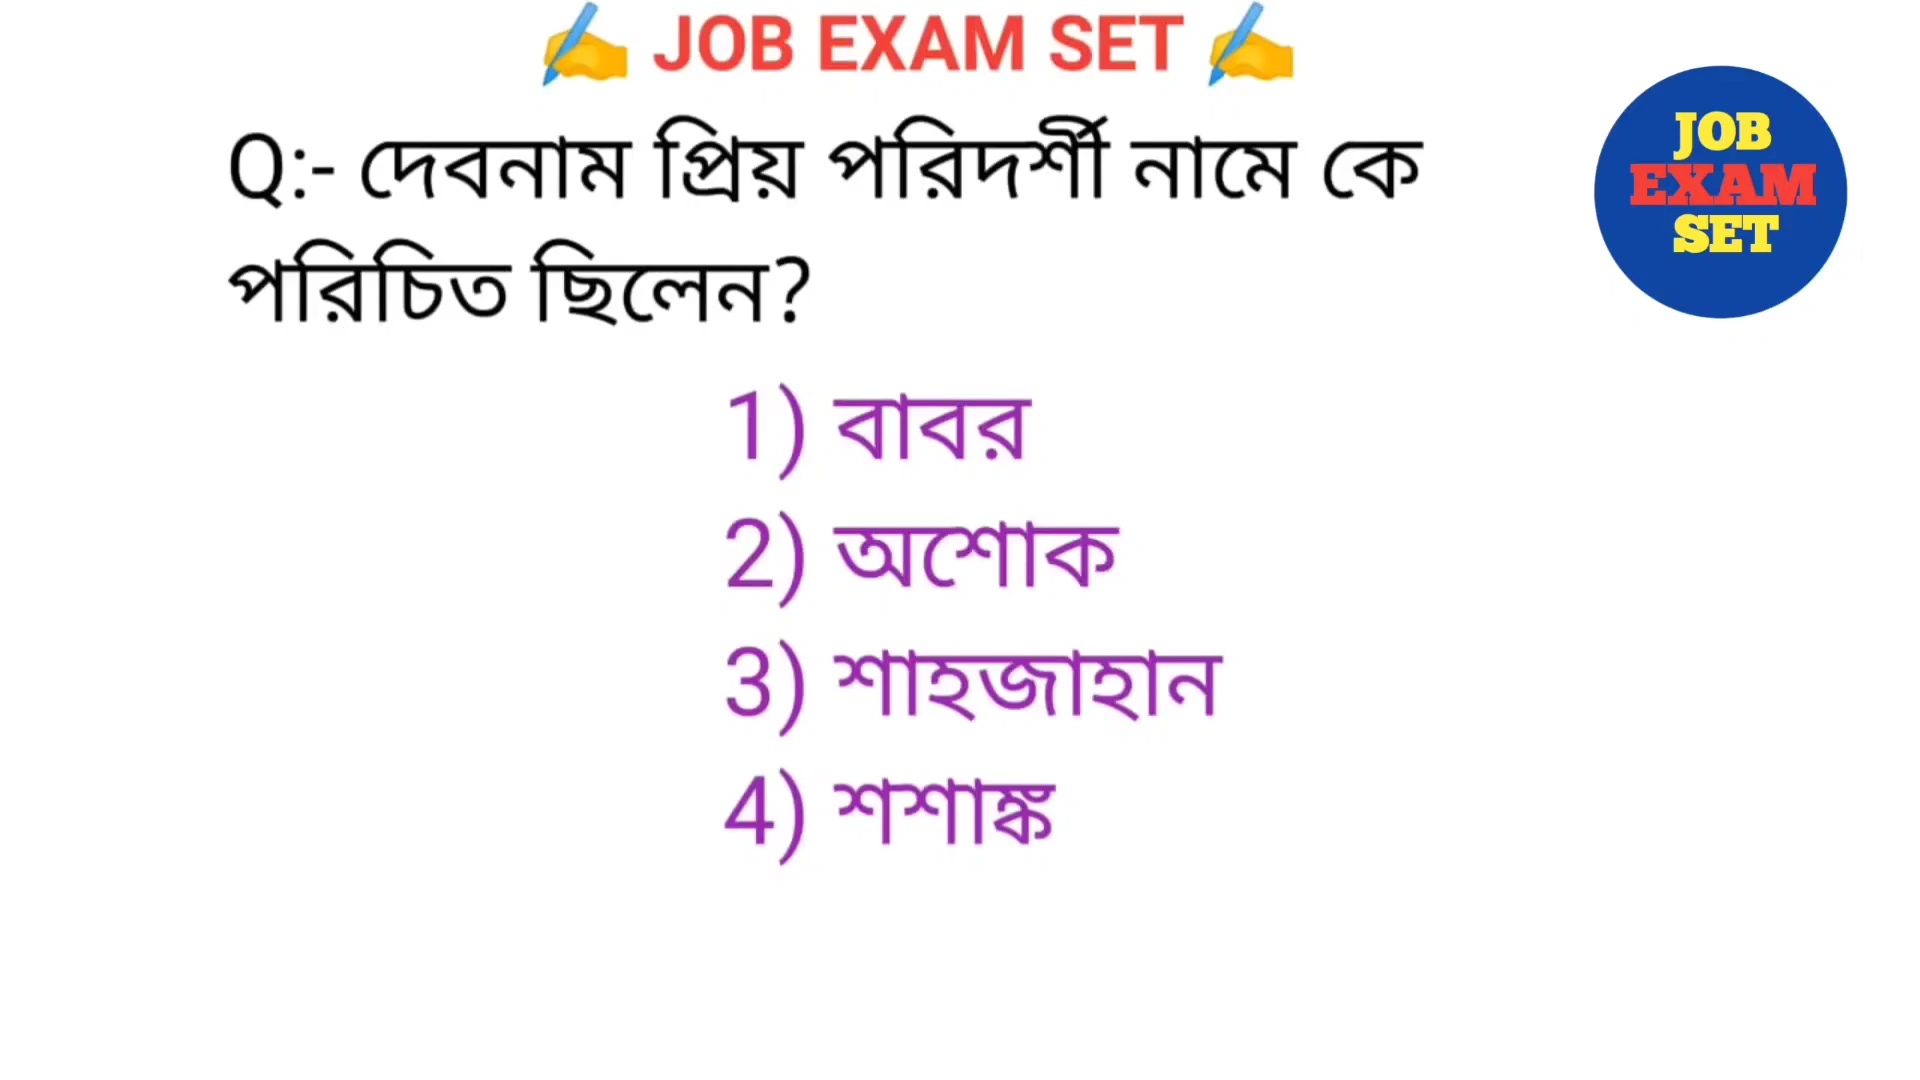 ✍️ JOB EXAM SET ✍️
Q:- দেবনাম প্রিয় পরিদর্শী নামে কে
পরিচিত ছিলেন?
1) বাবর
2) অশোক
3) শাহজাহান
4) শশাঙ্ক
JOB
EXAM
SET